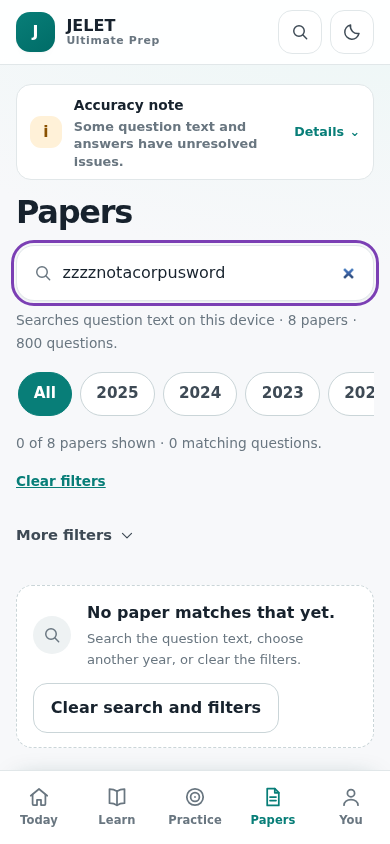 J
JELET
Ultimate Prep
i
Accuracy note
Some question text and
answers have unresolved
issues.
Details
Papers
zzzznotacorpusword
Searches question text on this device · 8 papers ·
800 questions.
All 2025 2024 2023 202
0 of 8 papers shown · 0 matching questions.
Clear filters
More filters
No paper matches that yet.
Search the question text, choose
another year, or clear the filters.
Clear search and filters
Today Learn Practice Papers You